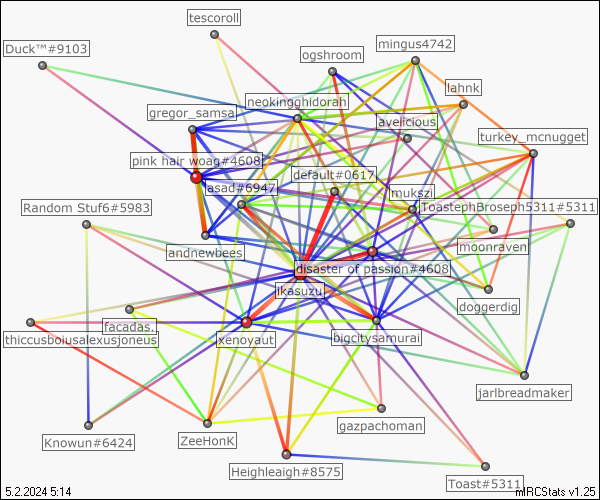 tescoroll
Duck™#9103
ogshroom
mingus4742
lahnk
neokingghidorah
gregor_samsa
avelicious
turkey_mcnugget
pink hair woag#4608
default#0617
asad#6947
mukszi
Random Stuf6#5983
ToastephBroseph5311#5311
moonraven
andnewbees
disaster of passion#4608
ikasuzu
doggerdig
facadas.
thiccusboiusalexusjoneus
xenoyaut
bigcitysamurai
jarlbreadmaker
gazpachoman
Knowun#6424
ZeeHonK
Heighleaigh#8575
Toast#5311
5.2.2024 5:14
mIRCStats v1.25